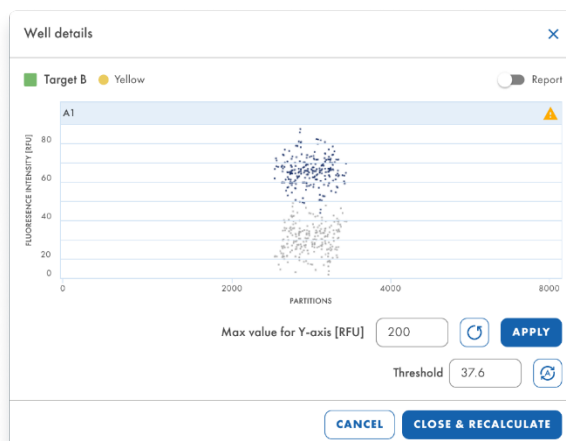 Well details
Target B Yellow Report
A1
FLUORESENCE INTENSITY [RFU]
80
60
40
20
0
0 2000 4000 8000
PARTITIONS
Max value for Y-axis [RFU] 200 APPLY
Threshold 37.6 A
CANCEL CLOSE & RECALCULATE